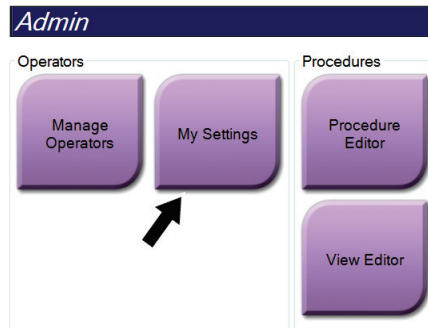 Admin
Operators
Procedures
Manage
Operators
My Settings
Procedure
Editor
View Editor